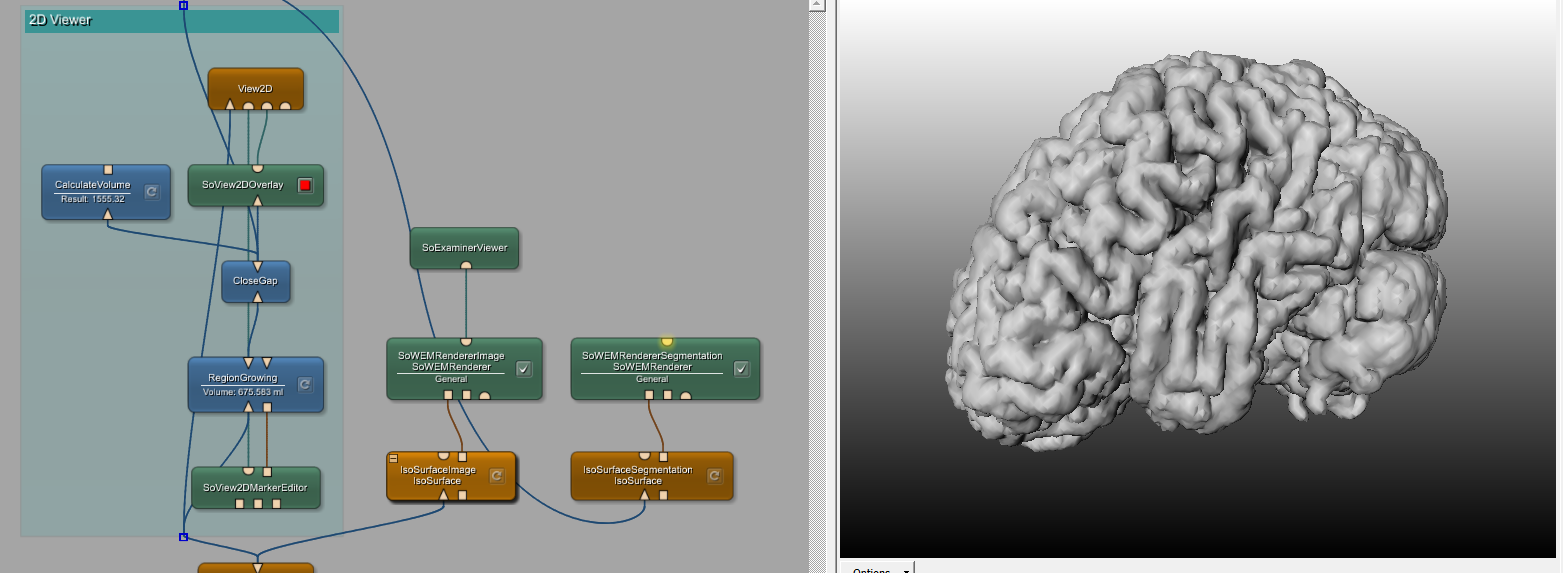 2D Viewer
View2D
CalculateVolume
Result: 1555.32
SoView2DOverlay
SoExaminerViewer
CloseGap
SoWEMRendererImage
SoWEMRenderer
General
SoWEMRendererSegmentation
SoWEMRenderer
General
RegionGrowing
Volume: 675.583 ml
IsoSurfaceImage
IsoSurface
IsoSurfaceSegmentation
IsoSurface
SoView2DMarkerEditor
Options